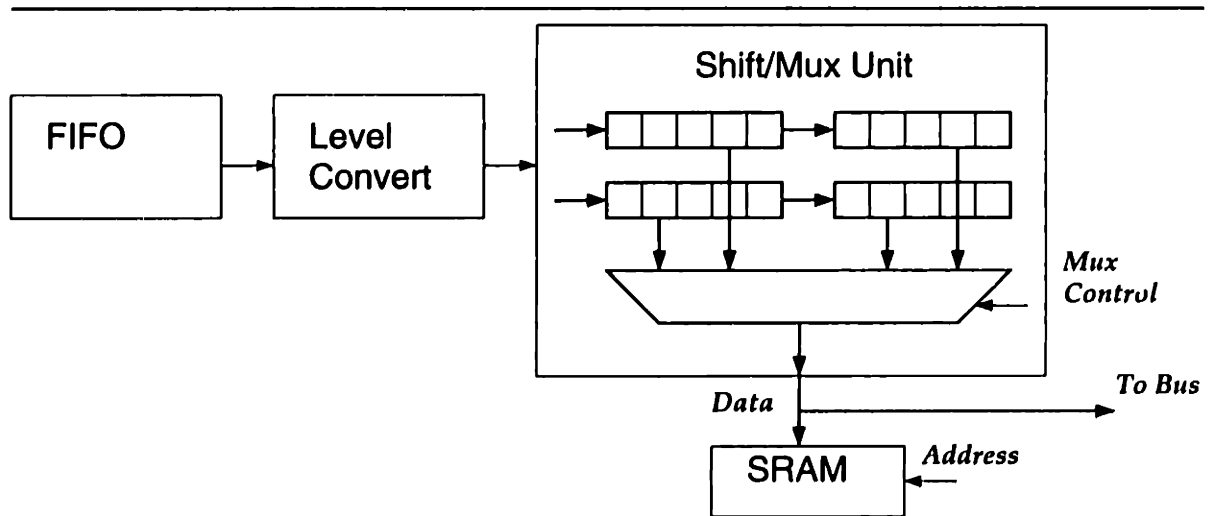 Shift/Mux Unit
FIFO
Level
Convert
Mux
Control
Data
To Bus
SRAM
Address